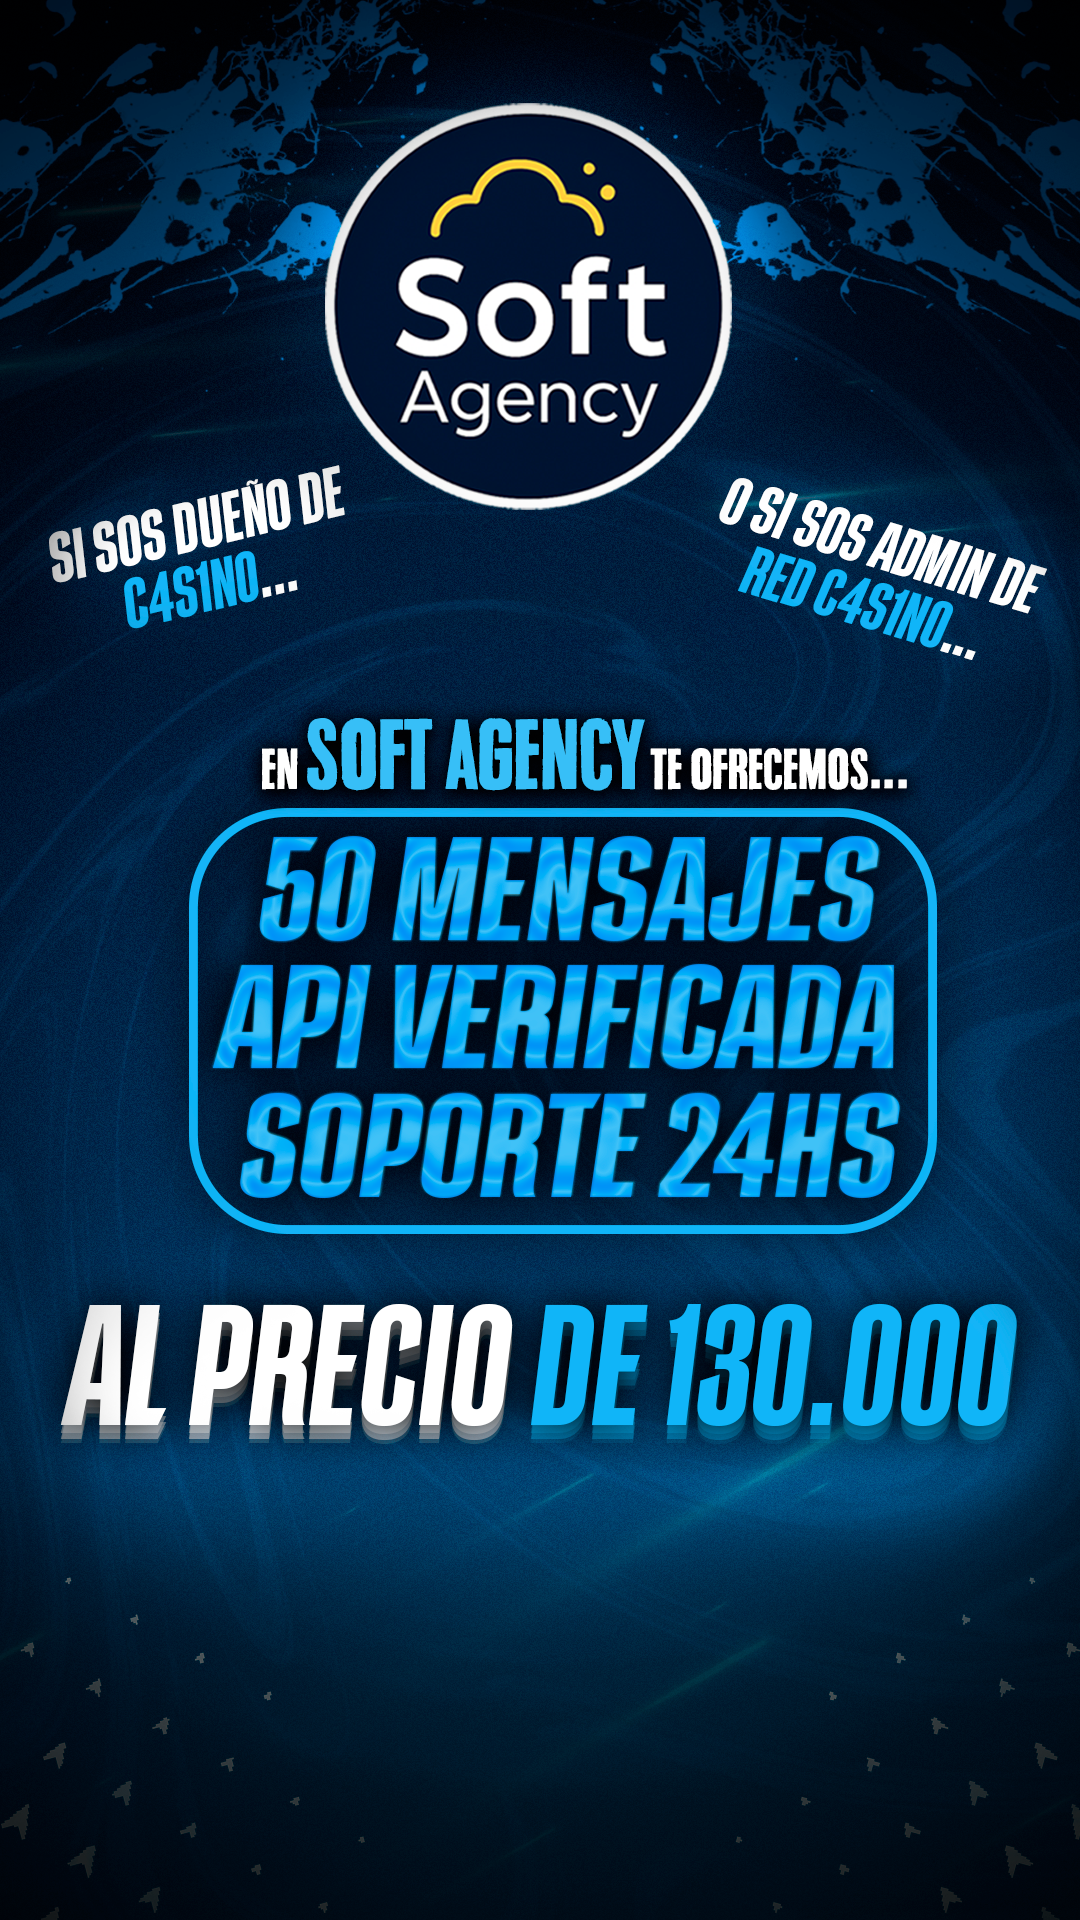 Soft
Agency
SI SOS DUEÑO DE
C4S1NO...
O SI SOS ADMIN DE
RED C4S1NO...
EN SOFT AGENCY TE OFRECEMOS...
50 MENSAJES
API VERIFICADA
SOPORTE 24HS
AL PRECIO DE 130.000